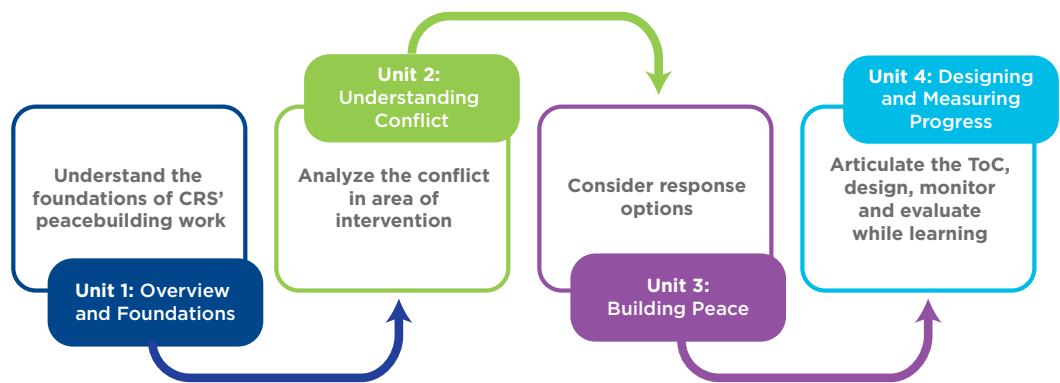 Understand the
foundations of CRS’
peacebuilding work
Unit 1: Overview
and Foundations
Unit 2:
Understanding
Conflict
Analyze the conflict
in area of
intervention
Consider response
options
Unit 3:
Building Peace
Unit 4: Designing
and Measuring
Progress
Articulate the ToC,
design, monitor
and evaluate
while learning